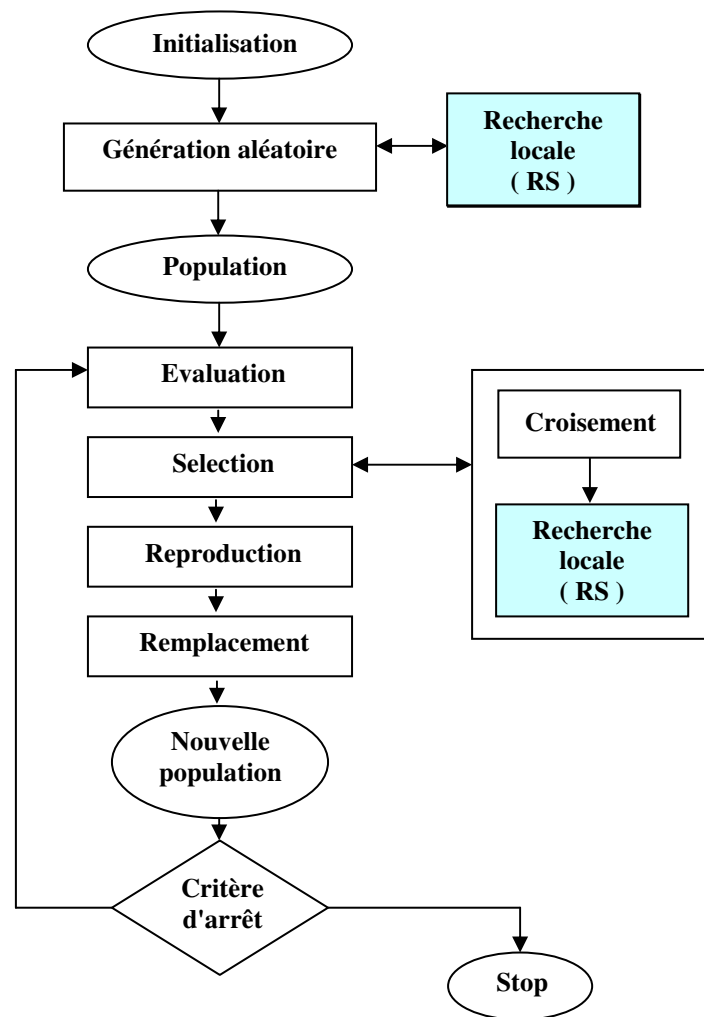 Initialisation
Génération aléatoire
Recherche
locale
( RS )
Population
Evaluation
Selection
Croisement
Recherche
locale
( RS )
Reproduction
Remplacement
Nouvelle
population
Critère
d'arrêt
Stop